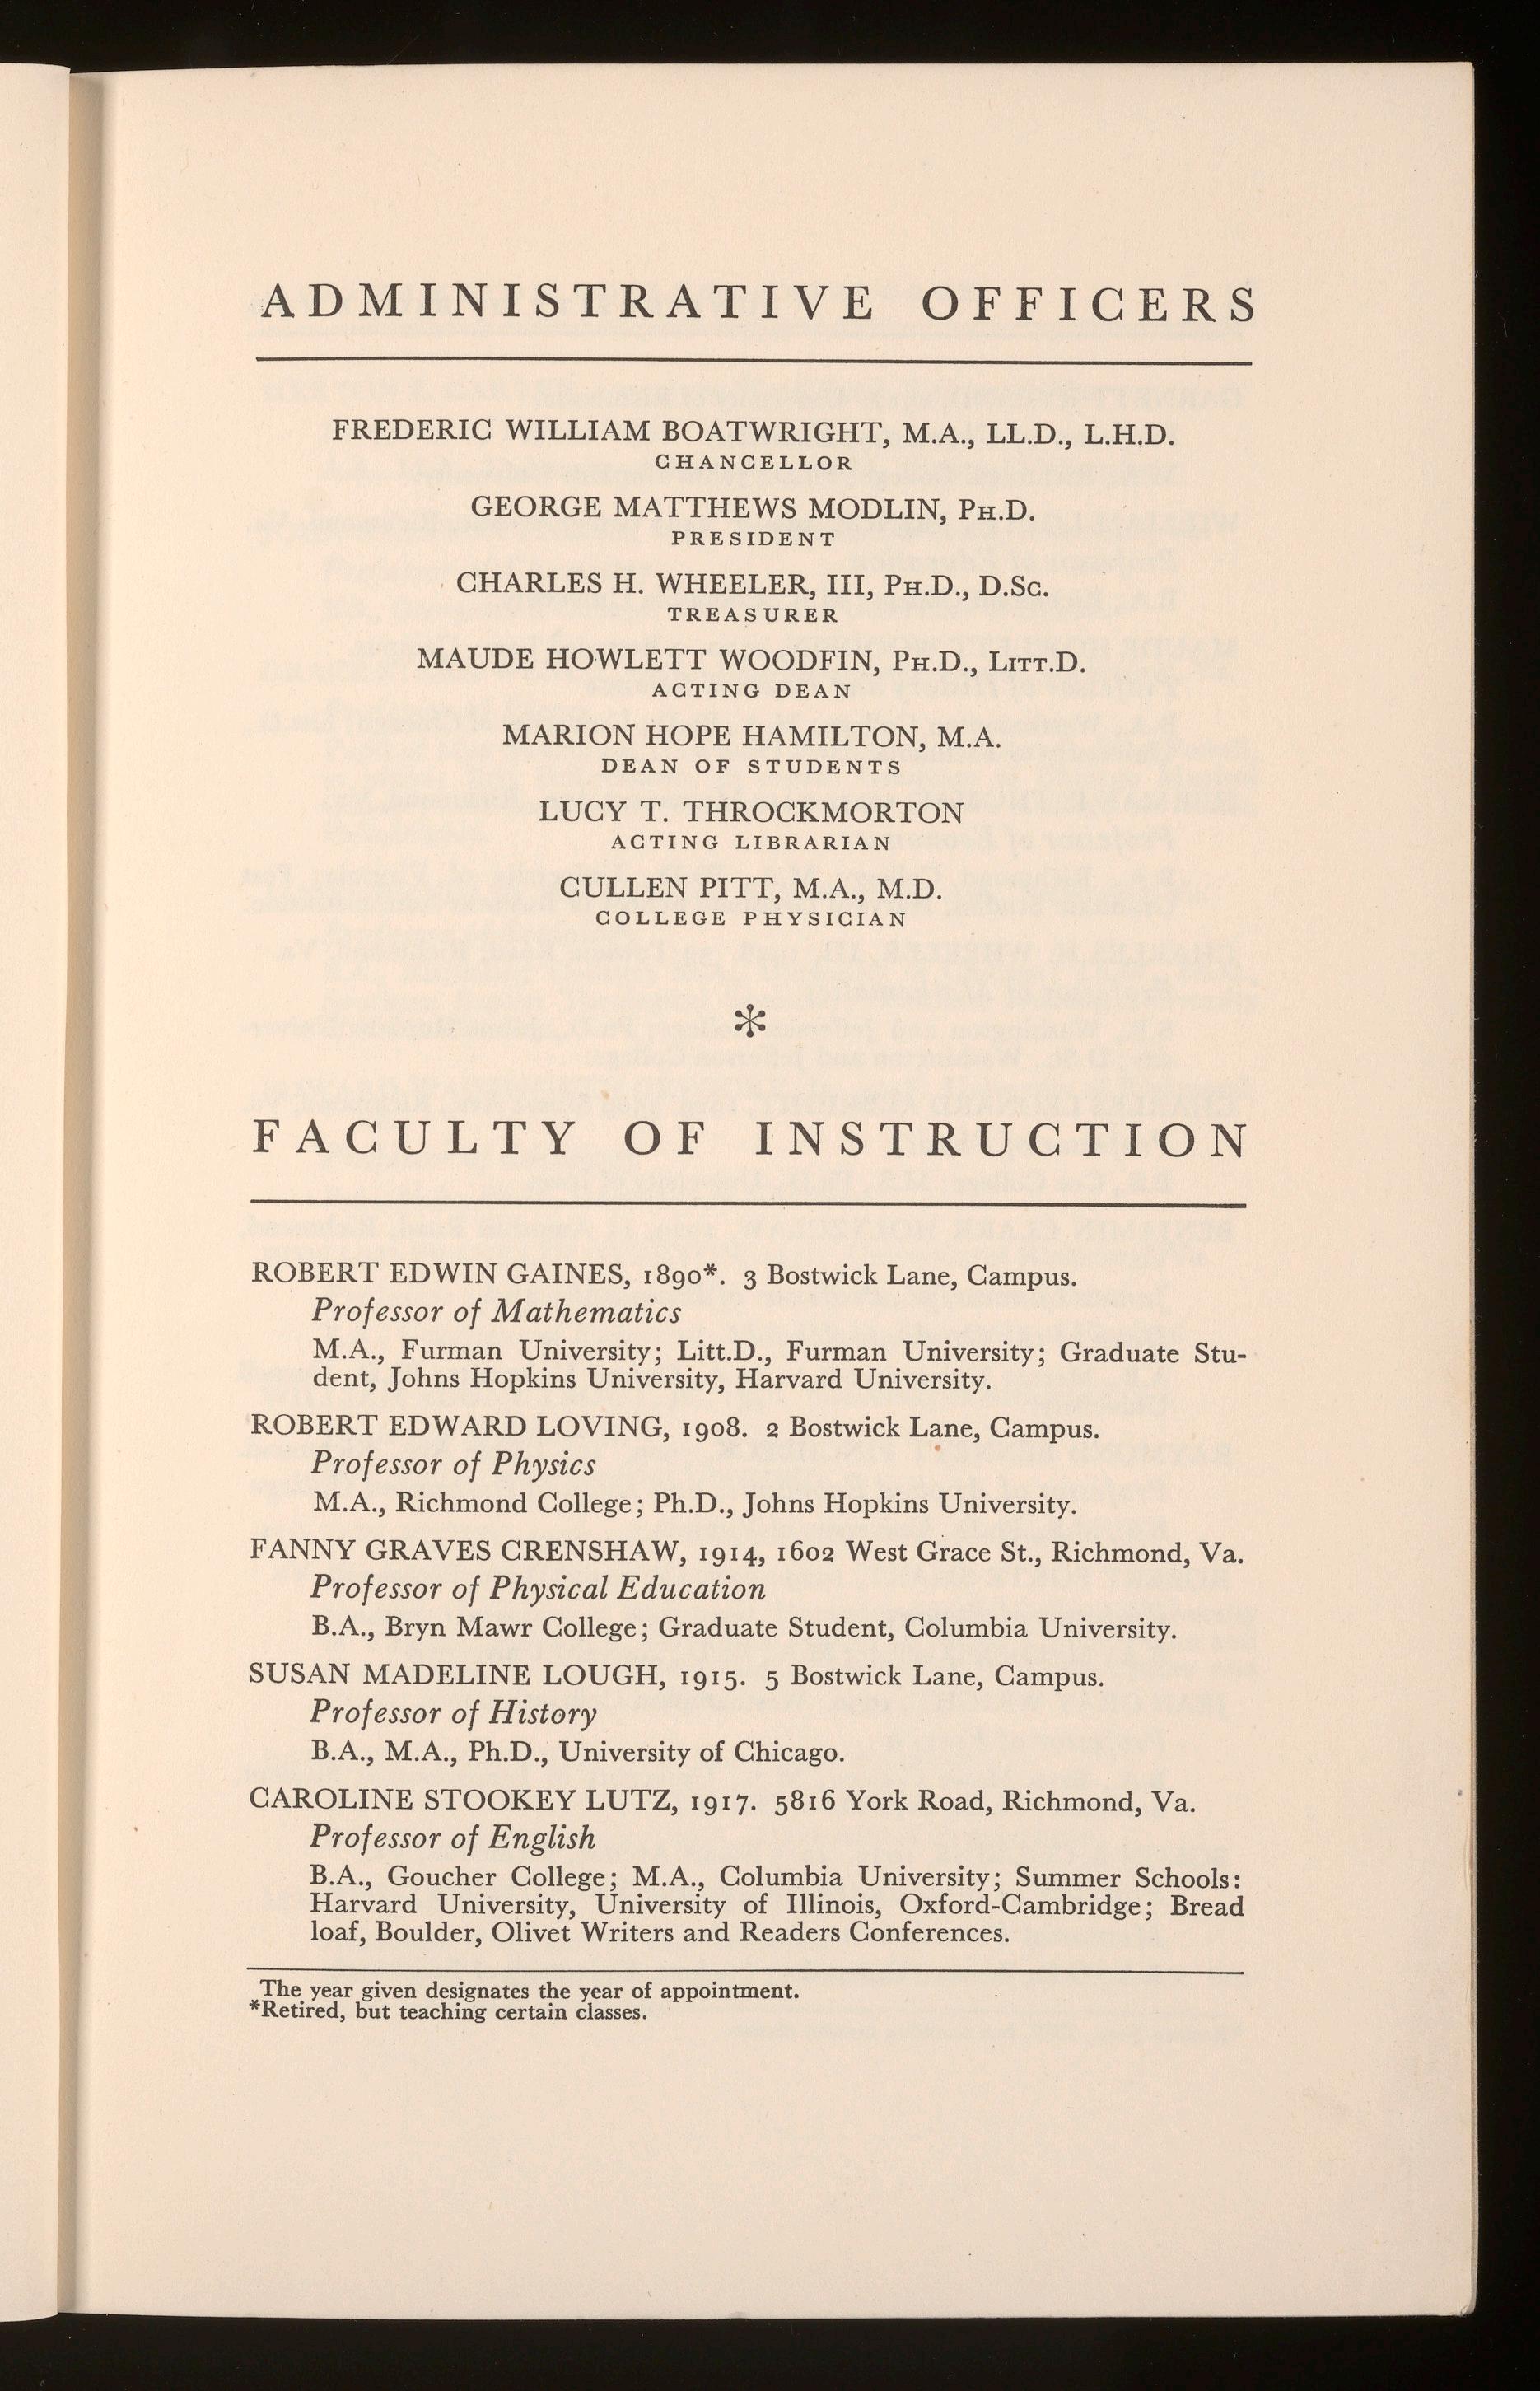 ADMINISTRATIVE OFFICERS
FREDERIC WILLIAM BOATWRIGHT, M.A., LL.D., L.H.D.
CHANCELLOR
GEORGE MATTHEWS MODLIN, PH.D.
PRESIDENT
CHARLES H. WHEELER, III, PH.D., D.SC.
TREASURER
MAUDE HOWLETT WOODFIN, PH.D., LITT.D.
ACTING DEAN
MARION HOPE HAMILTON, M.A.
DEAN OF STUDENTS
LUCY T. THROCKMORTON
ACTING LIBRARIAN
CULLEN PITT, M.A., M.D.
COLLEGE PHYSICIAN
*
FACULTY OF INSTRUCTION
ROBERT EDWIN GAINES, 1890*. 3 Bostwick Lane, Campus.
Professor of Mathematics
M.A., Furman University; Litt.D., Furman University; Graduate Stu-
dent, Johns Hopkins University, Harvard University.
ROBERT EDWARD LOVING, 1908. 2 Bostwick Lane, Campus.
Professor of Physics
M.A., Richmond College; Ph.D., Johns Hopkins University.
FANNY GRAVES CRENSHAW, 1914, 1602 West Grace St., Richmond, Va.
Professor of Physical Education
B.A., Bryn Mawr College; Graduate Student, Columbia University.
SUSAN MADELINE LOUGH, 1915. 5 Bostwick Lane, Campus.
Professor of History
B.A., M.A., Ph.D., University of Chicago.
CAROLINE STOOKEY LUTZ, 1917. 5816 York Road, Richmond, Va.
Professor of English
B.A., Goucher College; M.A., Columbia University; Summer Schools:
Harvard University, University of Illinois, Oxford-Cambridge; Bread
loaf, Boulder, Olivet Writers and Readers Conferences.
The year given designates the year of appointment.
*Retired, but teaching certain classes.